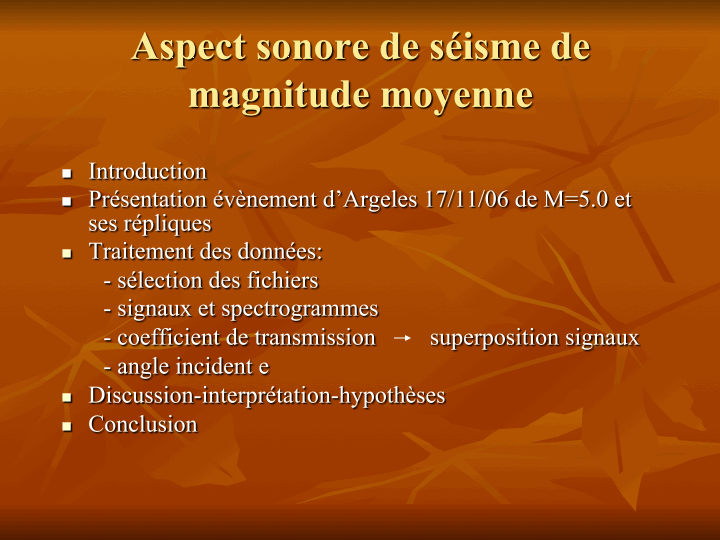 Aspect sonore de séisme de
magnitude moyenne
Introduction
Présentation évènement d'Argeles 17/11/06 de M=5.0 et
ses répliques
Traitement des données:
- sélection des fichiers
- signaux et spectrogrammes
- coefficient de transmission → superposition signaux
- angle incident e
Discussion-interprétation-hypothèses
Conclusion